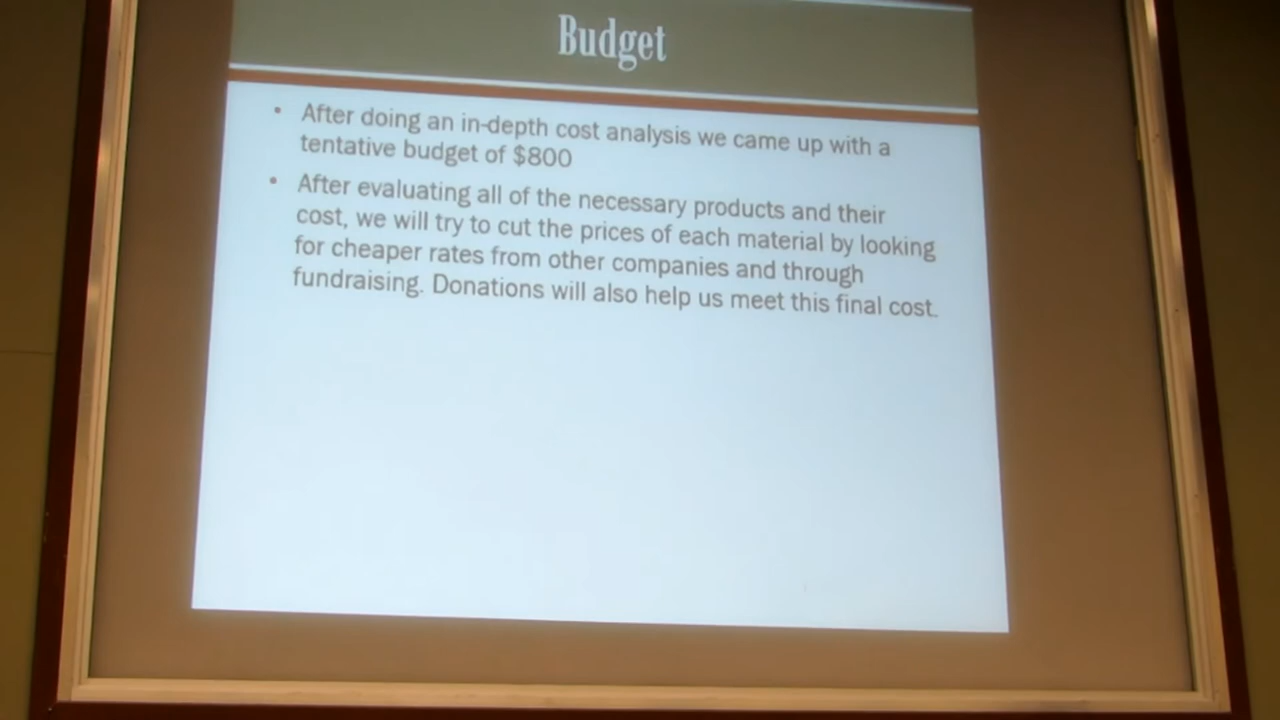 Budget
• After doing an in-depth cost analysis we came up with a
tentative budget of $800
• After evaluating all of the necessary products and their
cost, we will try to cut the prices of each material by looking
for cheaper rates from other companies and through
fundraising. Donations will also help us meet this final cost.